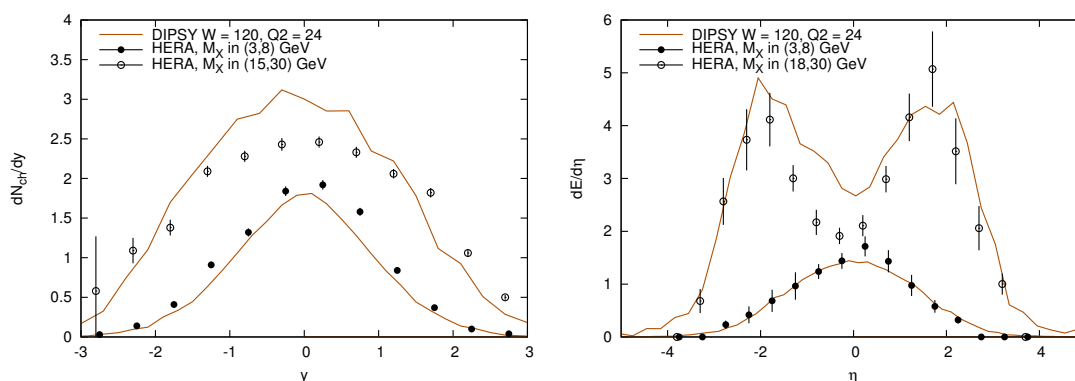 DIPSY W = 120, Q2 = 24
HERA, M_X in (3,8) GeV
HERA, M_X in (15,30) GeV
dN_ch/dy
4
3.5
3
2.5
2
1.5
1
0.5
0
-3 -2 -1 0 1 2 3
y
DIPSY W = 120, Q2 = 24
HERA, M_X in (3,8) GeV
HERA, M_X in (18,30) GeV
dE/dη
6
5
4
3
2
1
0
-4 -2 0 2 4
η